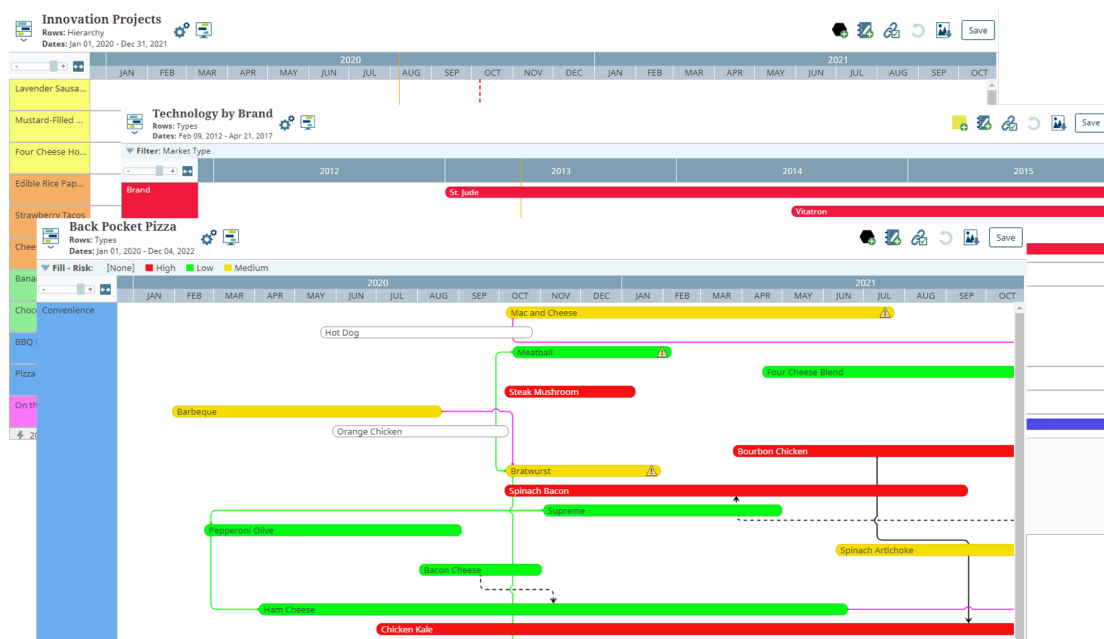 Innovation Projects
Rows: Hierarchy
Dates: Jan 01, 2020 - Dec 31, 2021
Save
- +
2020 2021
JAN FEB MAR APR MAY JUN JUL AUG SEP OCT NOV DEC JAN FEB MAR APR MAY JUN JUL AUG SEP OCT
Lavender Sausa...
Mustard-Filled ...
Four Cheese Ho...
Edible Rice Pap...
Strawberry Tacos
BBQ
Pizza
Technology by Brand
Rows: Types
Dates: Feb 09, 2012 - Apr 21, 2017
Save
Filter: Market Type
- +
2012 2013 2014 2015
Brand
St. Jude
Vitatron
Back Pocket Pizza
Rows: Types
Dates: Jan 01, 2020 - Dec 04, 2022
Save
Fill - Risk: [None] High Low Medium
- +
2020 2021
JAN FEB MAR APR MAY JUN JUL AUG SEP OCT NOV DEC JAN FEB MAR APR MAY JUN JUL AUG SEP OCT
Convenience
Mac and Cheese
Hot Dog
Meatball
Four Cheese Blend
Steak Mushroom
Barbeque
Orange Chicken
Bourbon Chicken
Bratwurst
Spinach Bacon
Supreme
Pepperoni Olive
Spinach Artichoke
Bacon Cheese
Ham Cheese
Chicken Kale